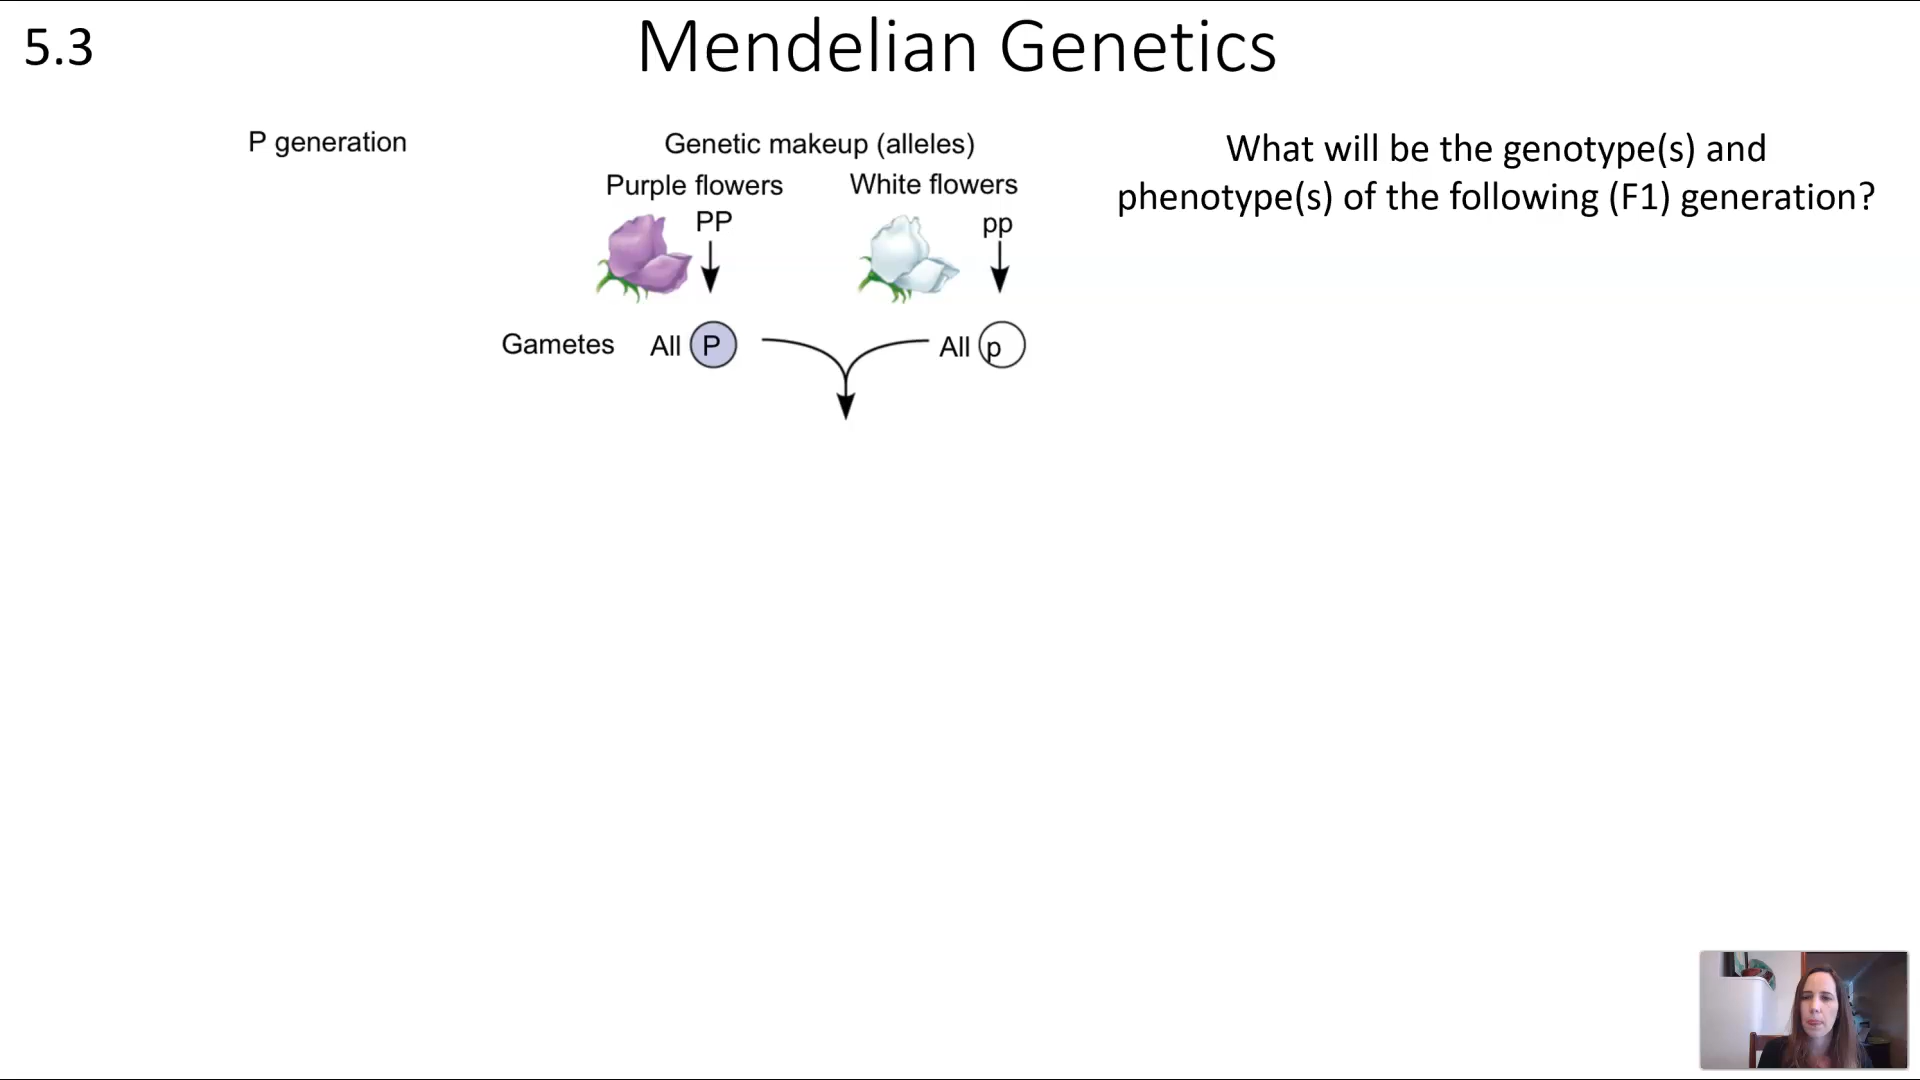 5.3
Mendelian Genetics
P generation
Genetic makeup (alleles)
Purple flowers
White flowers
PP
pp
Gametes
All P
All p
What will be the genotype(s) and
phenotype(s) of the following (F1) generation?